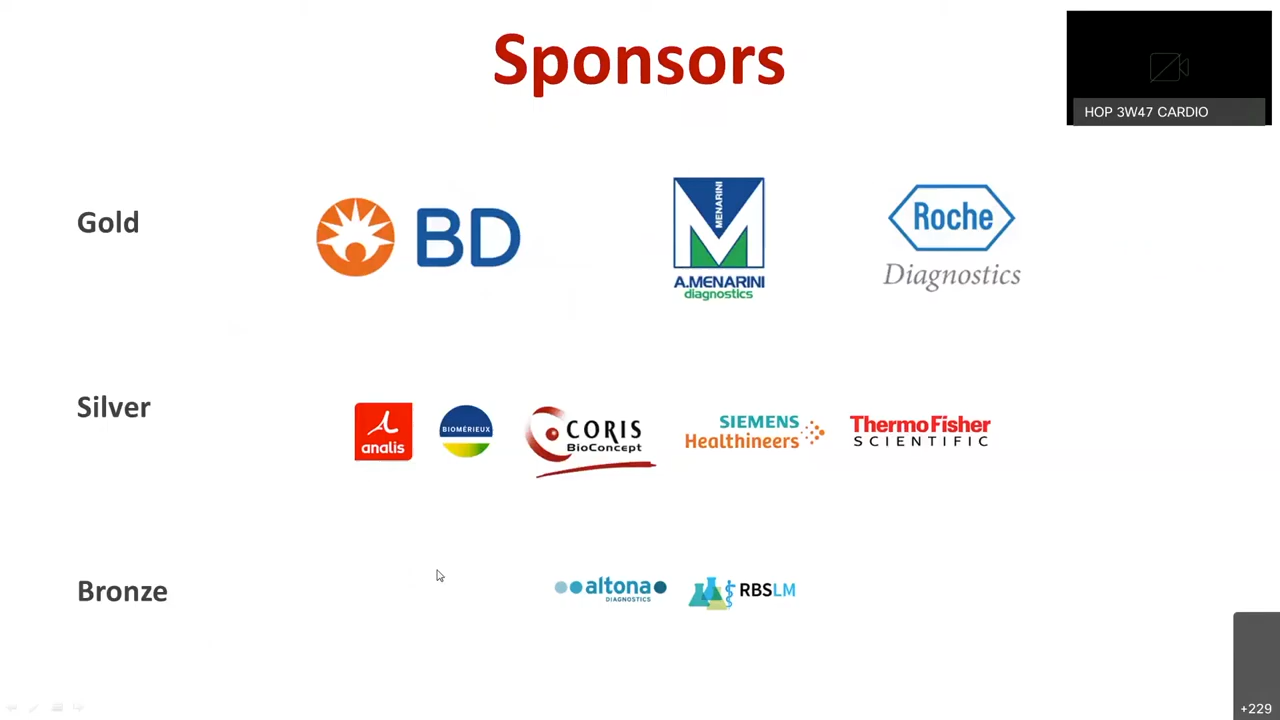 Sponsors
HOP 3W47 CARDIO
Gold
BD
MENARINI
A.MENARINI
diagnostics
Roche
Diagnostics
Silver
analis
BIOMÉRIEUX
CORIS
BioConcept
SIEMENS
Healthineers
ThermoFisher
SCIENTIFIC
Bronze
altona
DIAGNOSTICS
RBSLM
+229